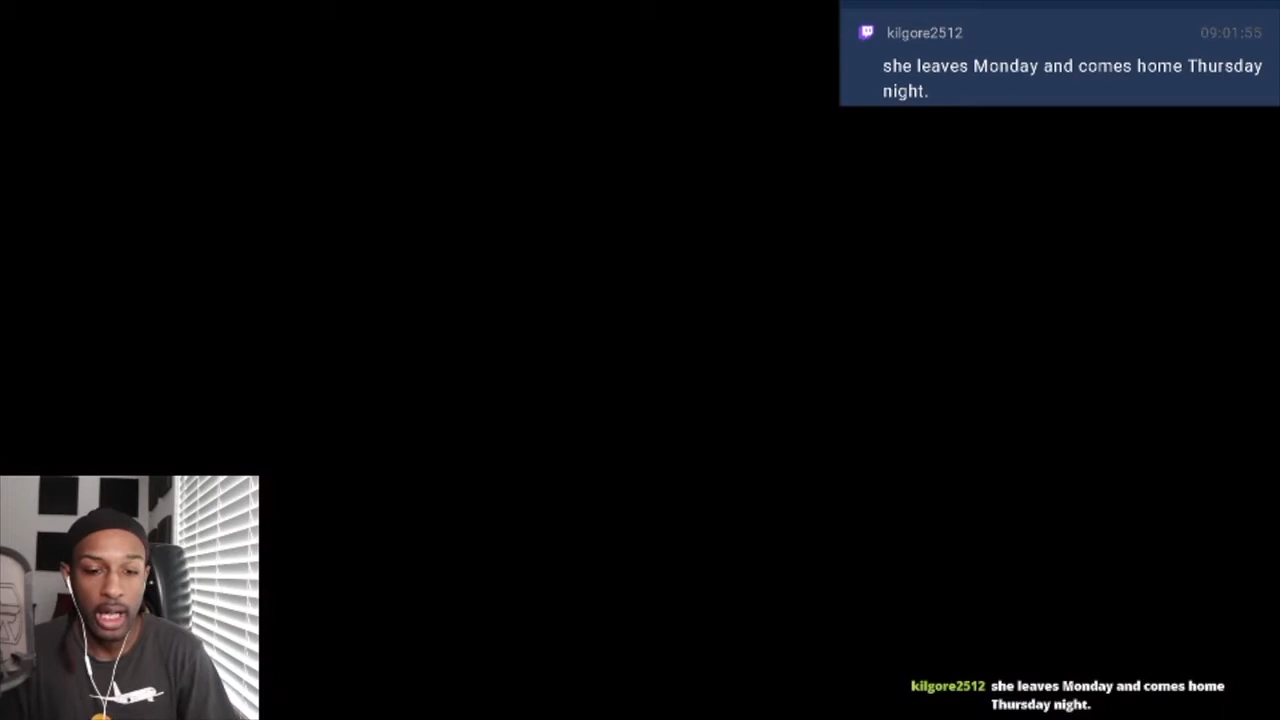 kilgore2512 09:01:55
she leaves Monday and comes home Thursday
night.
kilgore2512 she leaves Monday and comes home
Thursday night.